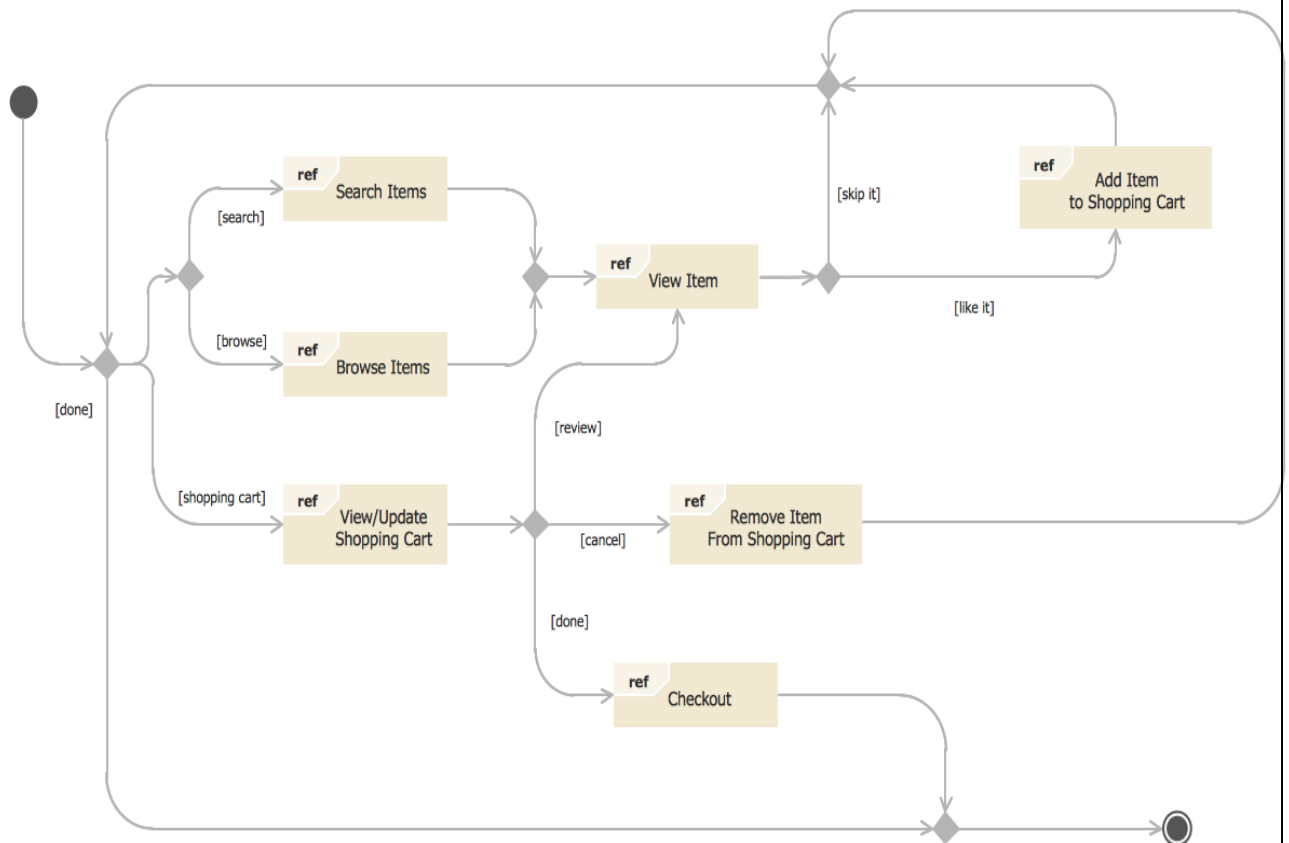 ref
Search Items
[search]
ref
Add Item
to Shopping Cart
[skip it]
ref
View Item
[like it]
[browse]
ref
Browse Items
[done]
[review]
[shopping cart]
ref
View/Update
Shopping Cart
[cancel]
ref
Remove Item
From Shopping Cart
[done]
ref
Checkout